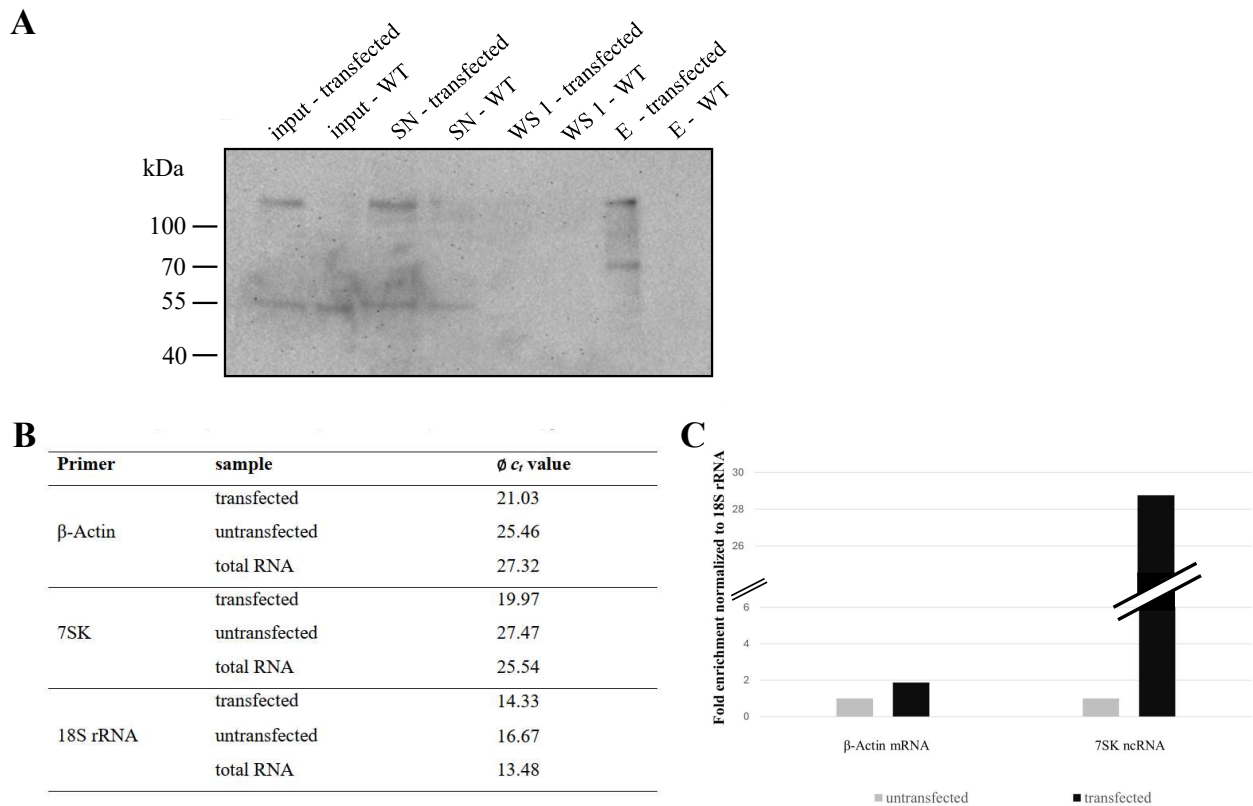 A
input - transfected
input - WT
SN - transfected
SN - WT
WS 1 - transfected
WS 1 - WT
E - transfected
E - WT
kDa
100
70
55
40
B
Primer sample ø cₜ value
transfected 21.03
β-Actin untransfected 25.46
total RNA 27.32
transfected 19.97
7SK untransfected 27.47
total RNA 25.54
transfected 14.33
18S rRNA untransfected 16.67
total RNA 13.48
C
Fold enrichment normalized to 18S rRNA
30
28
26
6
4
2
0
β-Actin mRNA 7SK ncRNA
untransfected transfected